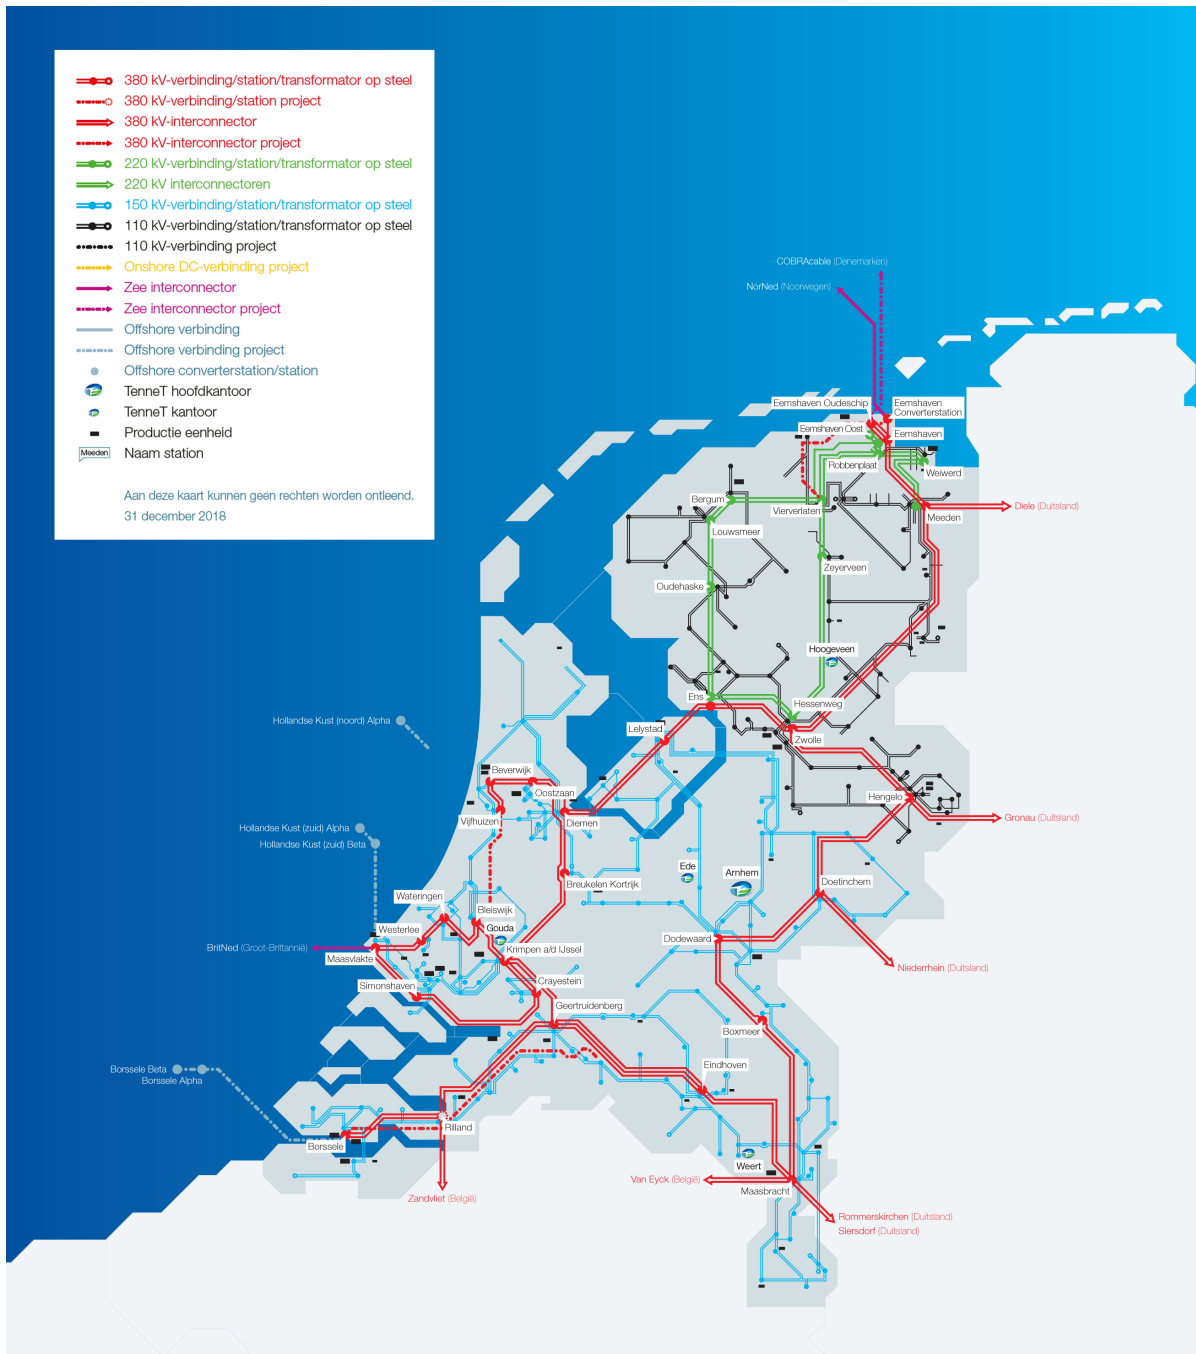 380 kV-verbinding/station/transformator op steel
380 kV-verbinding/station project
380 kV-interconnector
380 kV-interconnector project
220 kV-verbinding/station/transformator op steel
220 kV interconnectoren
150 kV-verbinding/station/transformator op steel
110 kV-verbinding/station/transformator op steel
110 kV-verbinding project
Onshore DC-verbinding project
Zee interconnector
Zee interconnector project
Offshore verbinding
Offshore verbinding project
Offshore converterstation/station
TenneT hoofdkantoor
TenneT kantoor
Productie eenheid
Meeden Naam station
Aan deze kaart kunnen geen rechten worden ontleend.
31 december 2018
COBRAcable (Denemarken)
NorNed (Noorwegen)
Eemshaven Oudeschip
Eemshaven
Converterstation
Eemshaven Oost
Eemshaven
Robbenplaat
Weiwerd
Bergum
Vierverlaten
Meeden
Diele (Duitsland)
Louwsmeer
Zeyerveen
Oudehaske
Hoogeveen
Ens
Hessenweg
Hollandse Kust (noord) Alpha
Lelystad
Zwolle
Beverwijk
Oostzaan
Hengelo
Vijfhuizen
Diemen
Gronau (Duitsland)
Hollandse Kust (zuid) Alpha
Hollandse Kust (zuid) Beta
Ede
Arnhem
Breukelen Kortrijk
Doetinchem
Wateringen
Bleiswijk
Gouda
Westerlee
Dodewaard
BritNed (Groot-Brittannië)
Krimpen a/d IJssel
Maasvlakte
Niederrhein (Duitsland)
Crayestein
Simonshaven
Geertruidenberg
Boxmeer
Borssele Beta
Borssele Alpha
Eindhoven
Rilland
Borssele
Weert
Van Eyck (België)
Maasbracht
Zandvliet (België)
Rommerskirchen (Duitsland)
Siersdorf (Duitsland)